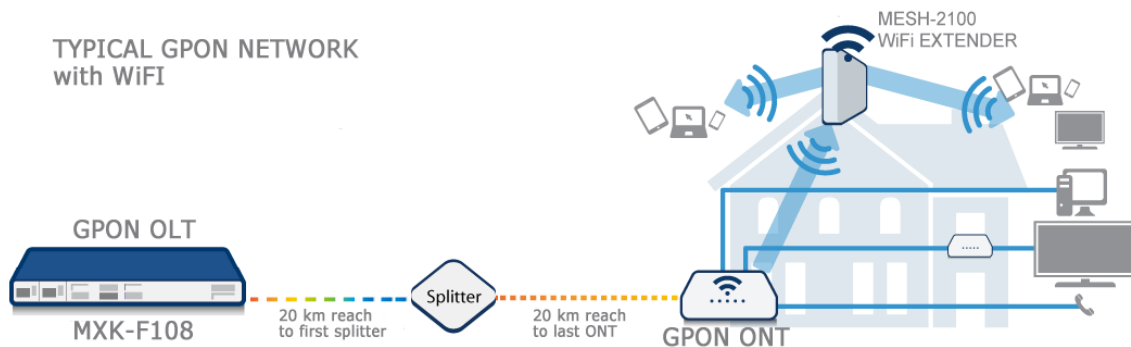 TYPICAL GPON NETWORK
with WiFI
MESH-2100
WiFi EXTENDER
GPON OLT
MXK-F108
20 km reach
to first splitter
Splitter
20 km reach
to last ONT
GPON ONT